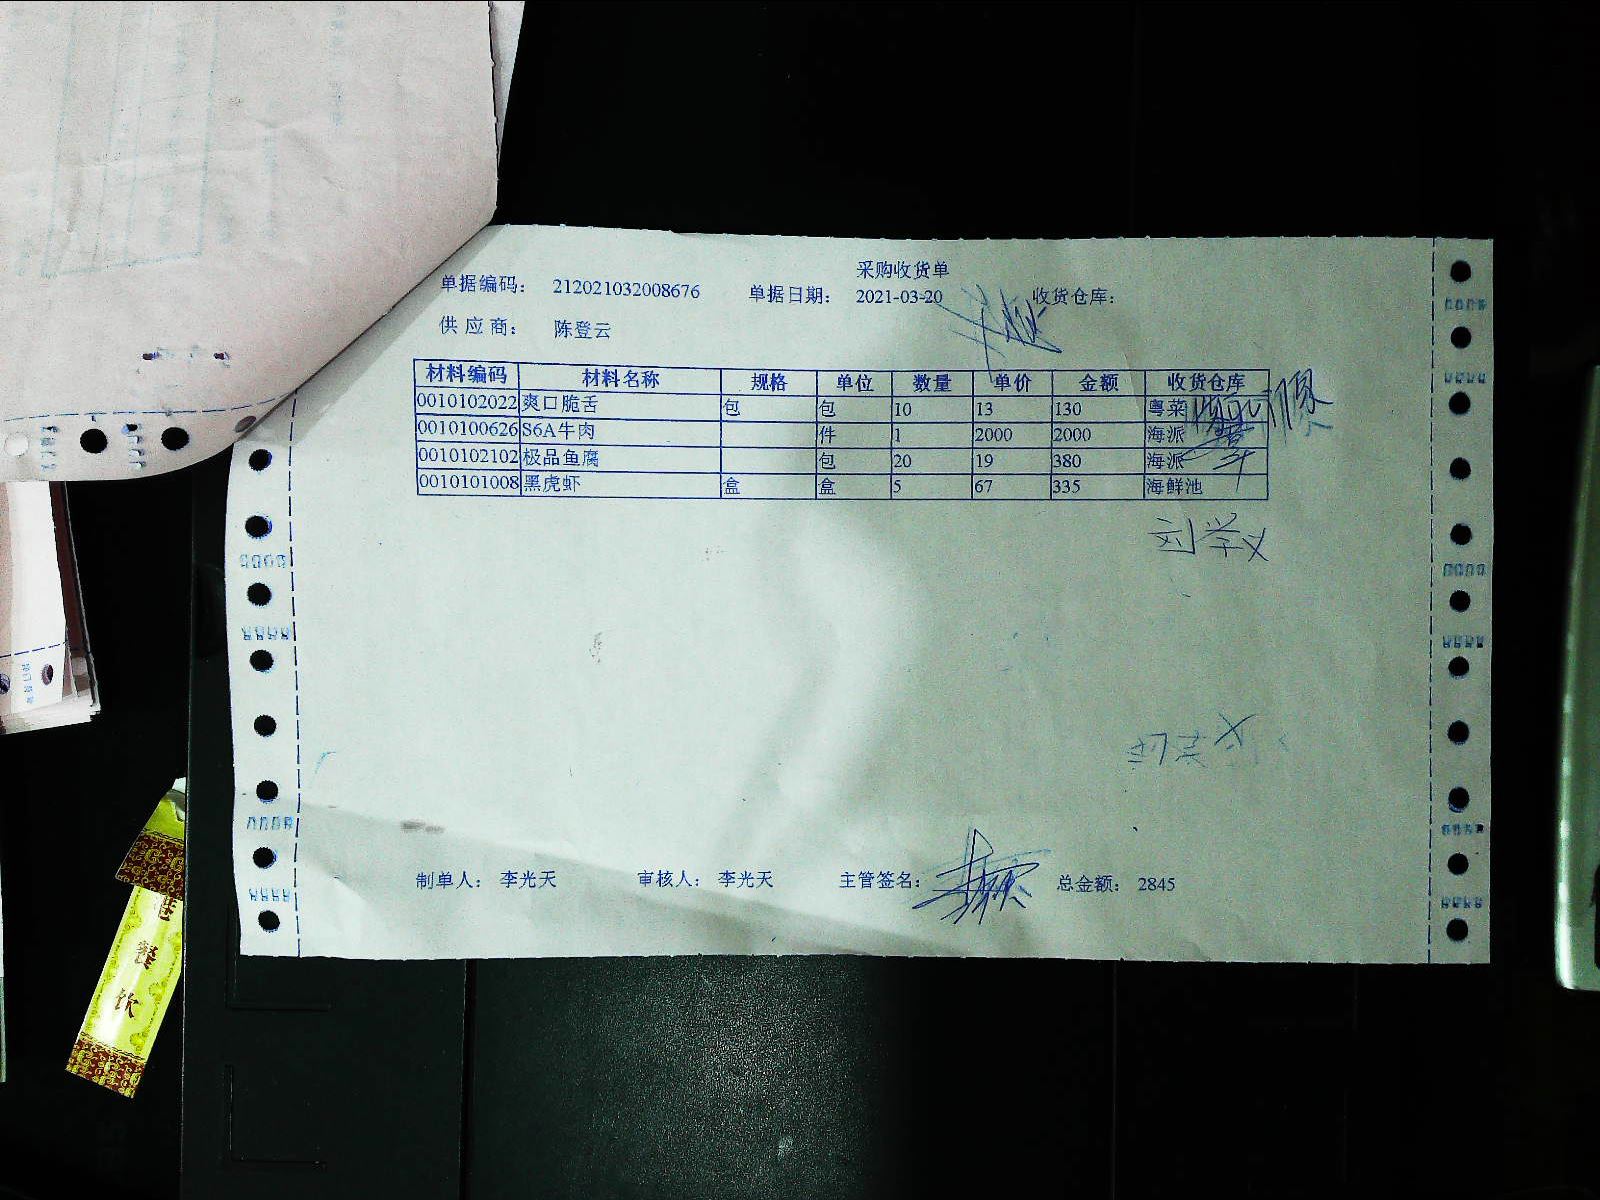 采购收货单
单据编码： 212021032008676 单据日期： 2021-03-20 收货仓库：
供应商： 陈登云
材料编码 材料名称 规格 单位 数量 单价 金额 收货仓库
0010102022 爽口脆舌 包 包 10 13 130 粤菜
0010100626 S6A牛肉 件 1 2000 2000 海派
0010102102 极品鱼腐 包 20 19 380 海派
0010101008 黑虎虾 盒 盒 5 67 335 海鲜池
刘学义
制单人： 李光天 审核人： 李光天 主管签名： 总金额： 2845
餐
饮